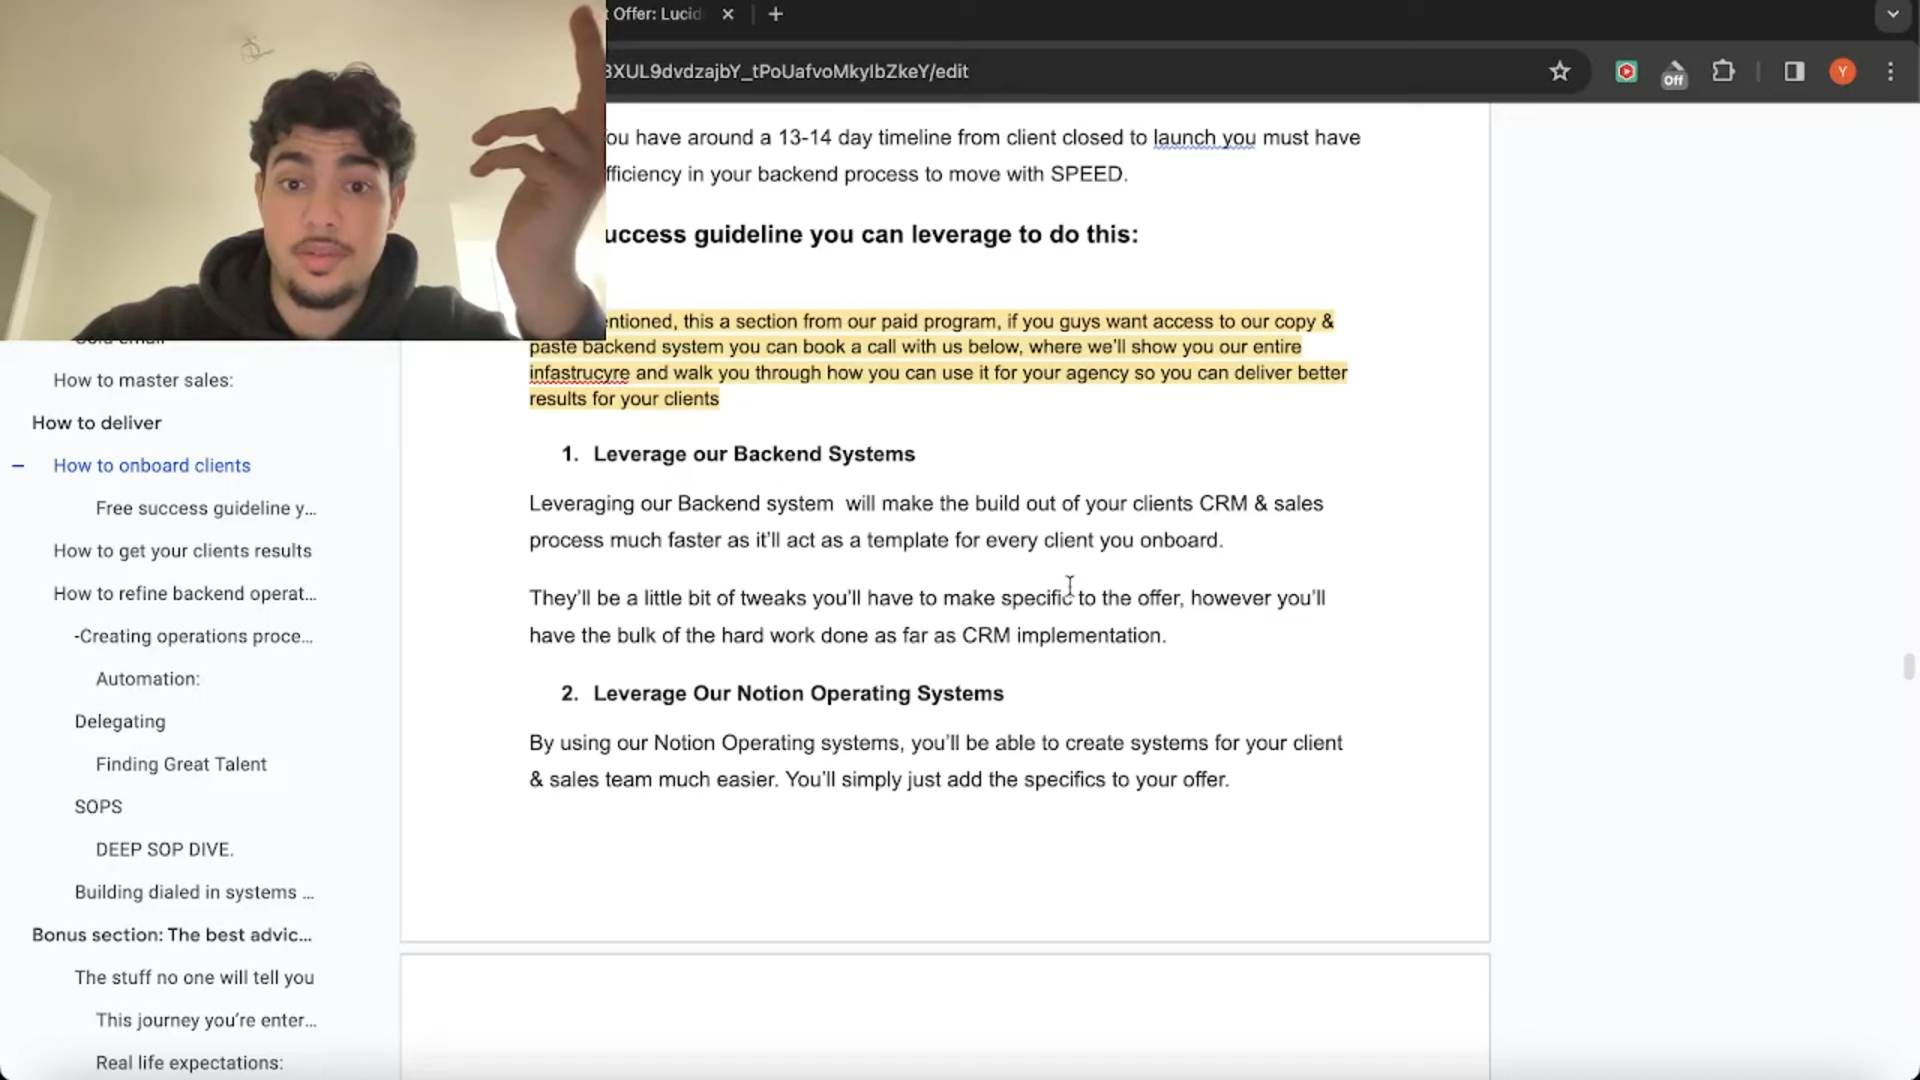 t Offer: Lucid
3XUL9dvdzajbY_tPoUafvoMkyIbZkeY/edit
Off
Y
ou have around a 13-14 day timeline from client closed to launch you must have
fficiency in your backend process to move with SPEED.
uccess guideline you can leverage to do this:
entioned, this a section from our paid program, if you guys want access to our copy &
paste backend system you can book a call with us below, where we'll show you our entire
infastrucyre and walk you through how you can use it for your agency so you can deliver better
results for your clients
1. Leverage our Backend Systems
Leveraging our Backend system will make the build out of your clients CRM & sales
process much faster as it'll act as a template for every client you onboard.
They'll be a little bit of tweaks you'll have to make specific to the offer, however you'll
have the bulk of the hard work done as far as CRM implementation.
2. Leverage Our Notion Operating Systems
By using our Notion Operating systems, you'll be able to create systems for your client
& sales team much easier. You'll simply just add the specifics to your offer.
Cold email
How to master sales:
How to deliver
How to onboard clients
Free success guideline y...
How to get your clients results
How to refine backend operat...
-Creating operations proce...
Automation:
Delegating
Finding Great Talent
SOPS
DEEP SOP DIVE.
Building dialed in systems ...
Bonus section: The best advic...
The stuff no one will tell you
This journey you're enter...
Real life expectations: